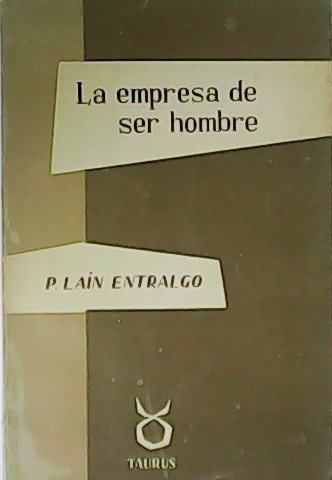 La empresa de
ser hombre
P. LAÍN ENTRALGO
TAURUS